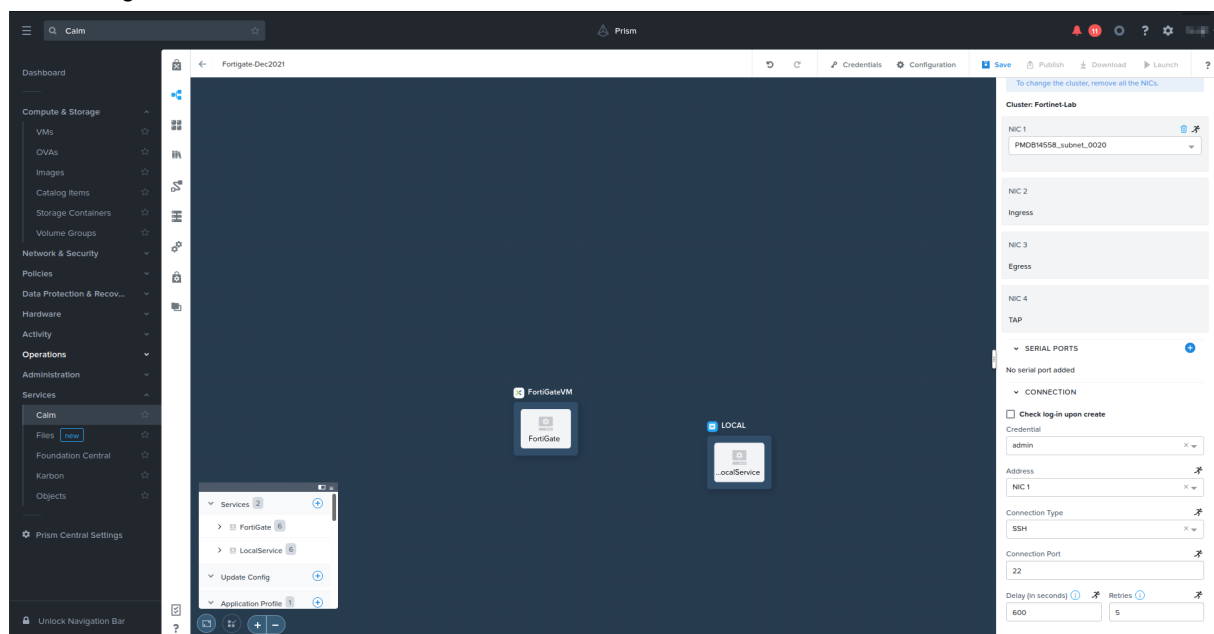 Calm
Prism
11
?
Dashboard
Compute & Storage
VMs
OVAs
Images
Catalog Items
Storage Containers
Volume Groups
Network & Security
Policies
Data Protection & Recov...
Hardware
Activity
Operations
Administration
Services
Calm
Files new
Foundation Central
Karbon
Objects
Prism Central Settings
Unlock Navigation Bar
Fortigate-Dec2021
Credentials
Configuration
Save
Publish
Download
Launch
?
FortiGateVM
FortiGate
LOCAL
...ocalService
Services 2
FortiGate 6
LocalService 6
Update Config
Application Profile 1
?
To change the cluster, remove all the NICs.
Cluster: Fortinet-Lab
NIC 1
PMDB14558_subnet_0020
NIC 2
Ingress
NIC 3
Egress
NIC 4
TAP
SERIAL PORTS
No serial port added
CONNECTION
Check log-in upon create
Credential
admin
Address
NIC 1
Connection Type
SSH
Connection Port
22
Delay (in seconds) Retries
600 5